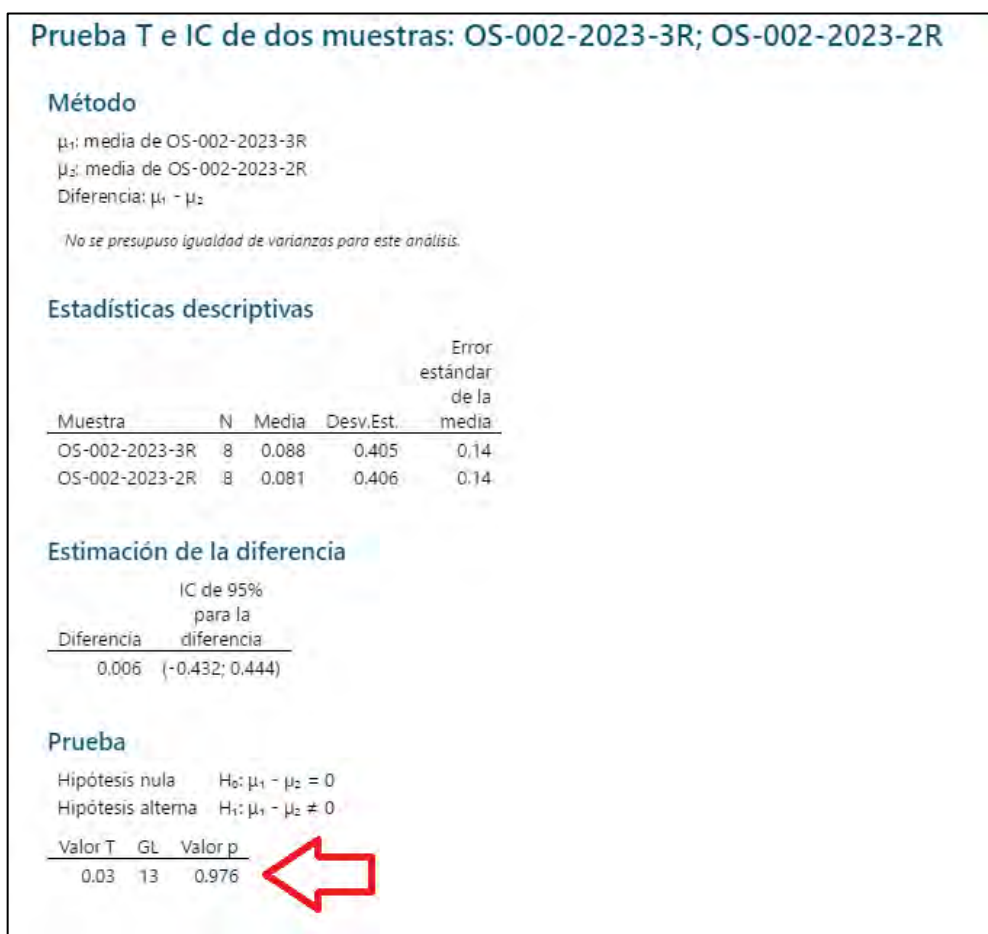 Prueba T e IC de dos muestras: OS-002-2023-3R; OS-002-2023-2R
Método
μ₁: media de OS-002-2023-3R
μ₂: media de OS-002-2023-2R
Diferencia: μ₁ - μ₂
No se presupuso igualdad de varianzas para este análisis.
Estadísticas descriptivas
Error
estándar
de la
Muestra N Media Desv.Est. media
OS-002-2023-3R 8 0.088 0.405 0.14
OS-002-2023-2R 8 0.081 0.406 0.14
Estimación de la diferencia
IC de 95%
para la
Diferencia diferencia
0.006 (-0.432; 0.444)
Prueba
Hipótesis nula H₀: μ₁ - μ₂ = 0
Hipótesis alterna H₁: μ₁ - μ₂ ≠ 0
Valor T GL Valor p
0.03 13 0.976